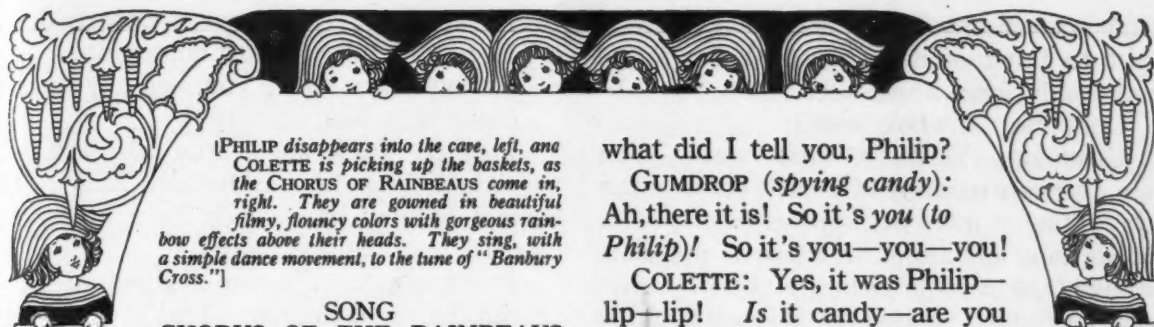 [PHILIP disappears into the cave, left, and
COLETTE is picking up the baskets, as
the CHORUS OF RAINBEAUS come in,
right. They are gowned in beautiful
filmy, flouncy colors with gorgeous rain-
bow effects above their heads. They sing, with
a simple dance movement, to the tune of "Banbury
Cross."]
SONG
CHORUS OF THE RAINBEAUS
what did I tell you, Philip?
GUMDROP (spying candy):
Ah,there it is! So it's you (to
Philip)! So it's you—you—you!
COLETTE: Yes, it was Philip—
lip—lip! Is it candy—are you